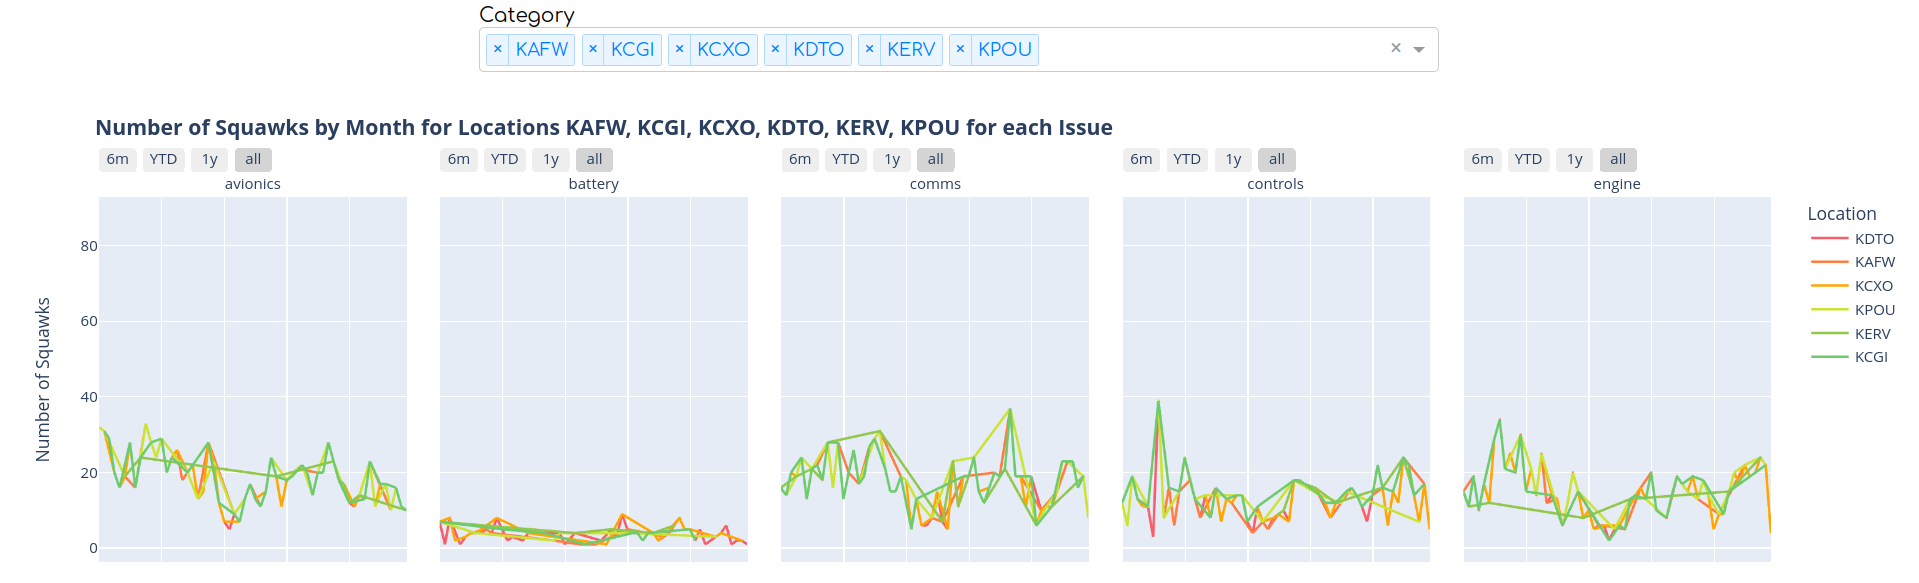 Category
× KAFW × KCGI × KCXO × KDTO × KERV × KPOU ×
Number of Squawks by Month for Locations KAFW, KCGI, KCXO, KDTO, KERV, KPOU for each Issue
6m YTD 1y all 6m YTD 1y all 6m YTD 1y all 6m YTD 1y all 6m YTD 1y all
avionics battery comms controls engine
Number of Squawks
80
60
40
20
0
Location
KDTO
KAFW
KCXO
KPOU
KERV
KCGI